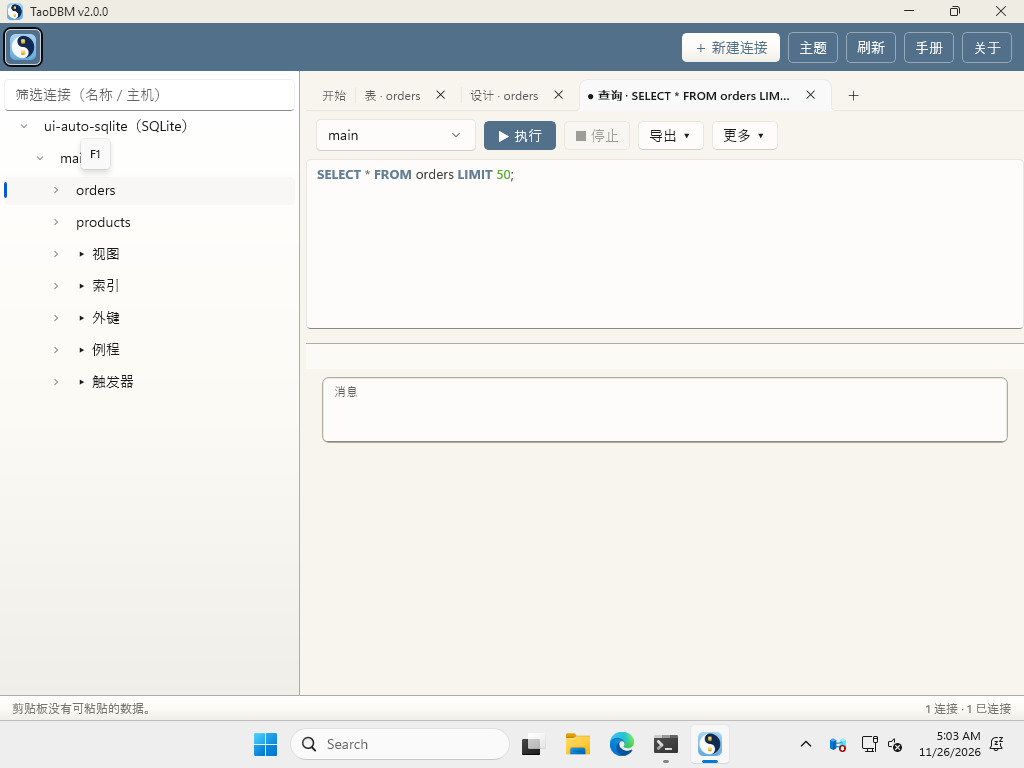 TaoDBM v2.0.0
+ 新建连接 主题 刷新 手册 关于
筛选连接（名称 / 主机）
开始 表 · orders 设计 · orders • 查询 · SELECT * FROM orders LIM...
ui-auto-sqlite（SQLite）
mai
F1
orders
products
视图
索引
外键
例程
触发器
main 执行 停止 导出 更多
SELECT * FROM orders LIMIT 50;
消息
剪贴板没有可粘贴的数据。
1 连接 · 1 已连接
Search
5:03 AM
11/26/2026